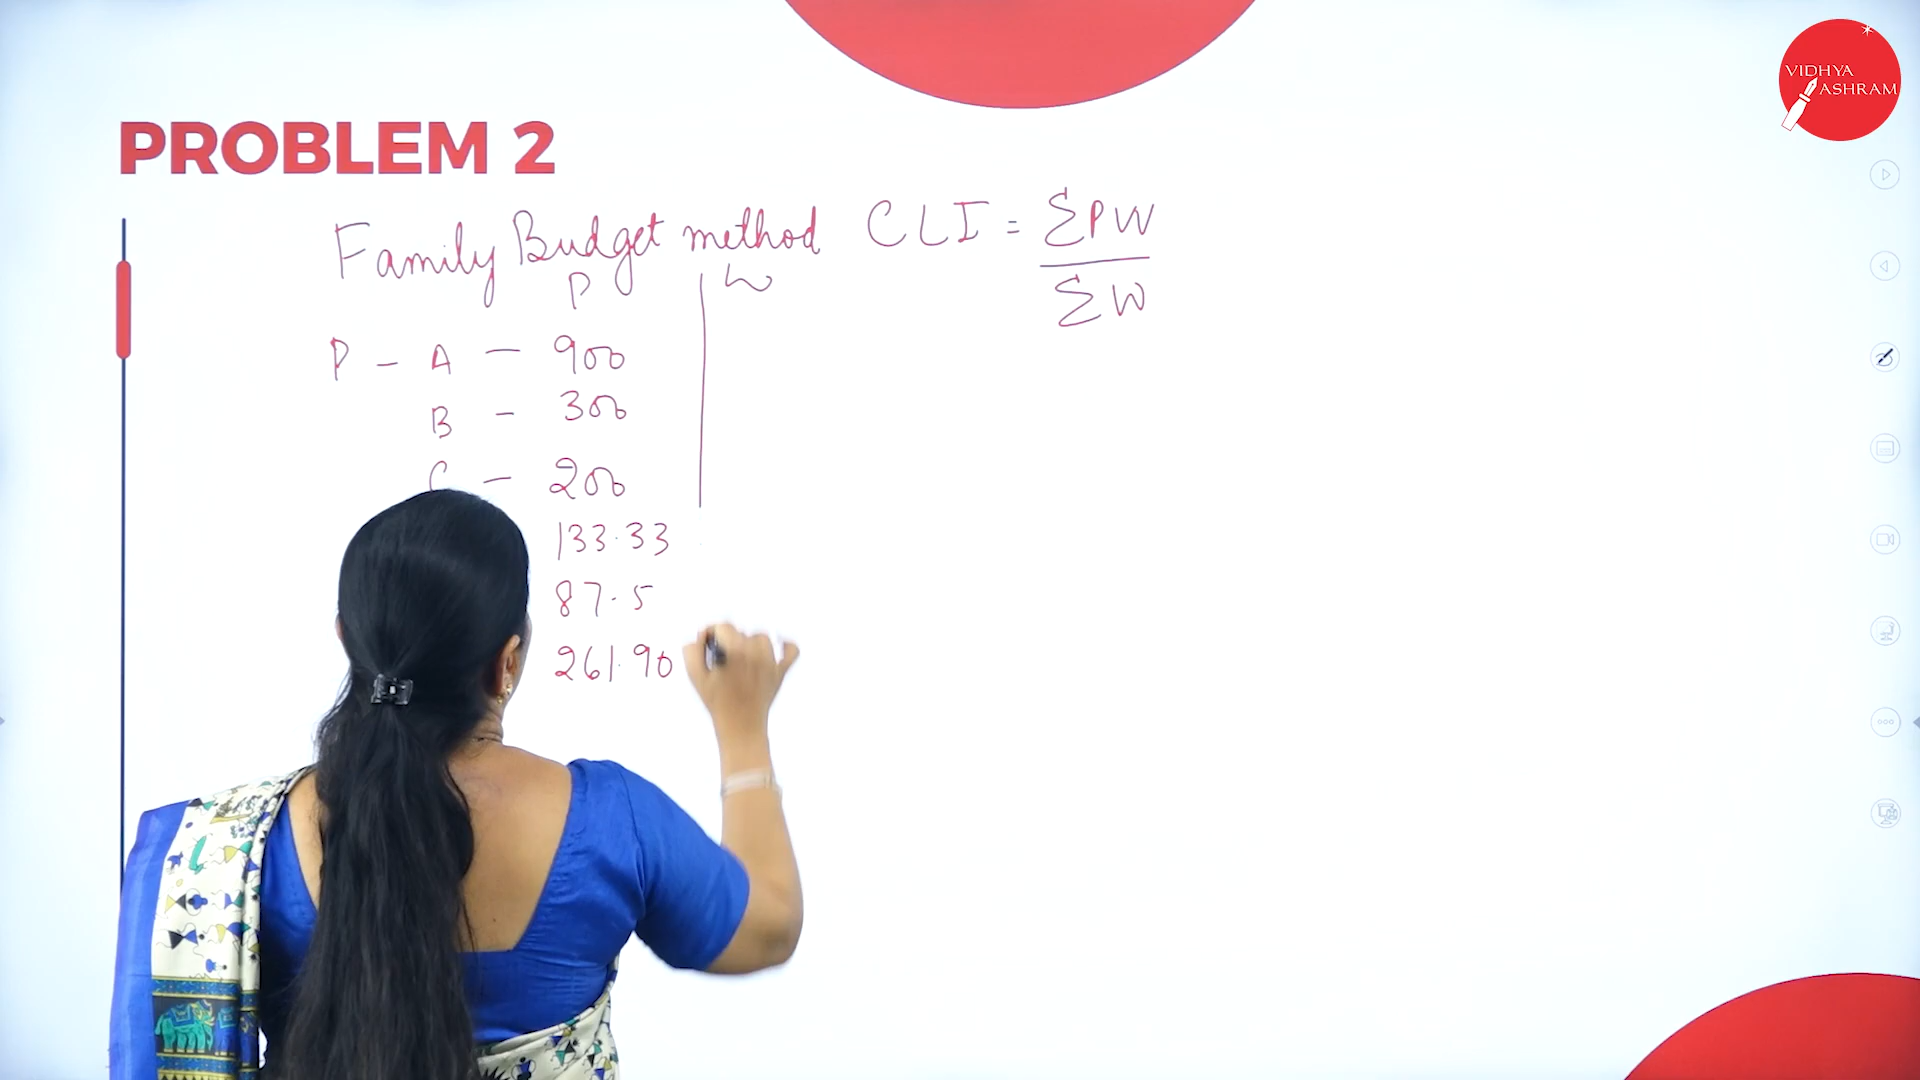 VIDHYA
ASHRAM
PROBLEM 2
Family Budget method CLI = ΣPW
ΣW
P W
P - A - 900
B - 300
C - 200
133.33
87.5
261.90